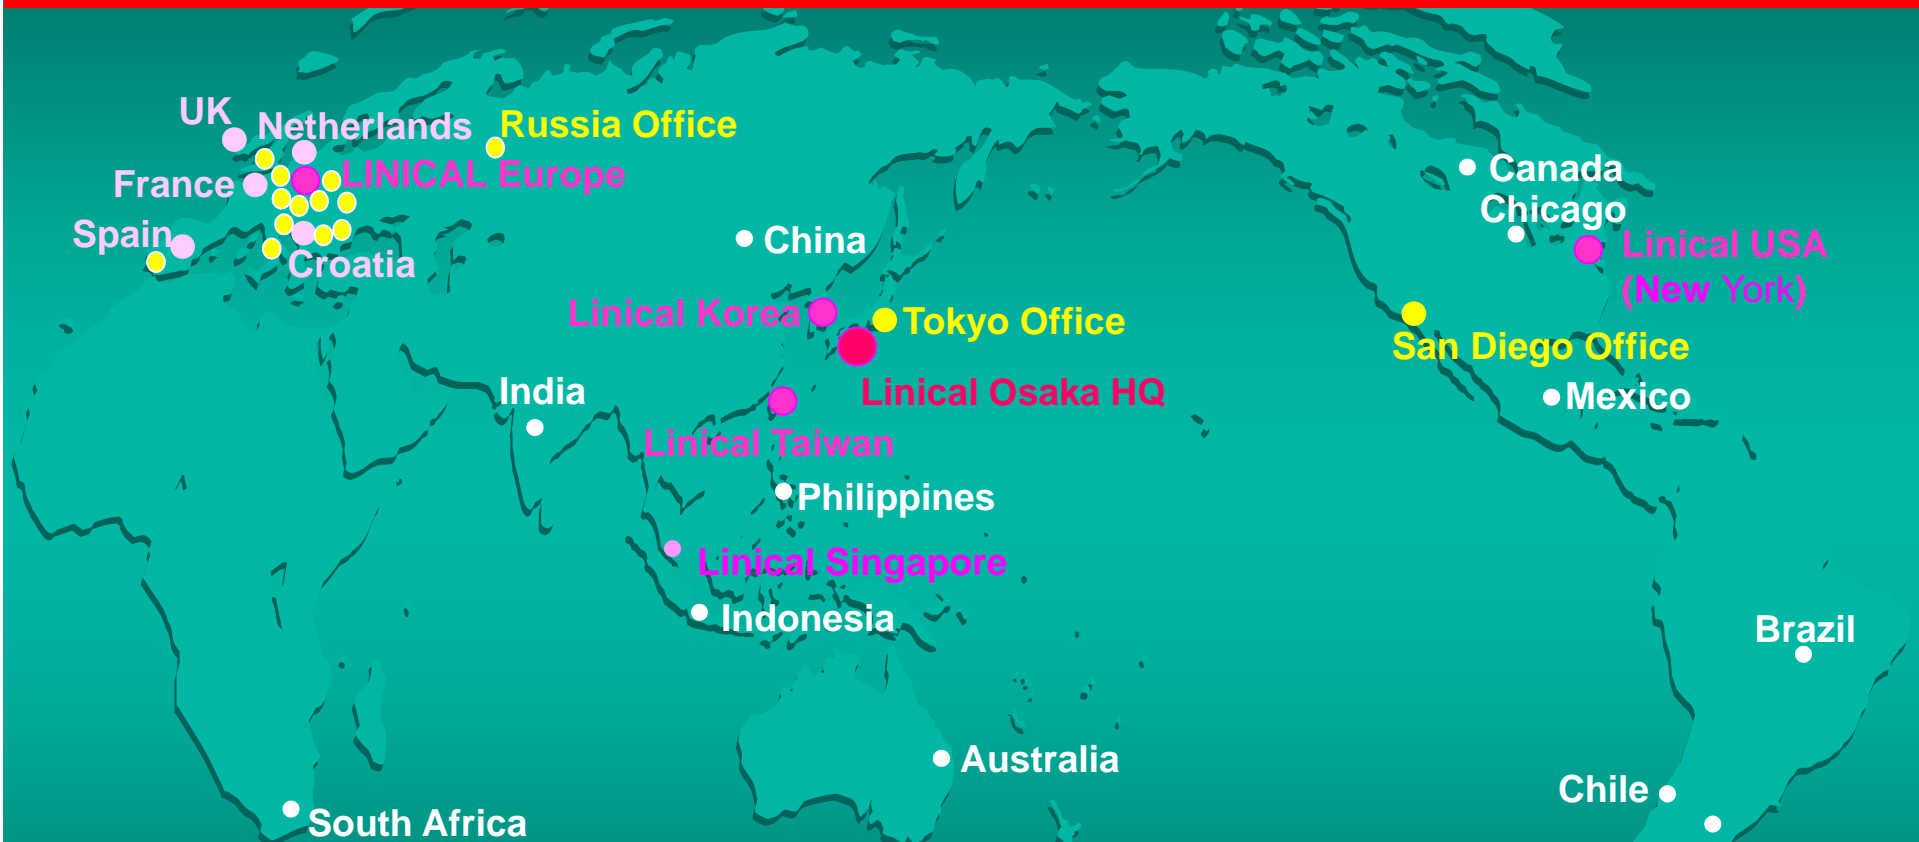 UK
Netherlands
Russia Office
LINICAL Europe
France
Spain
Croatia
Canada
Chicago
China
Linical USA
(New York)
Linical Korea
Tokyo Office
San Diego Office
India
Linical Osaka HQ
Mexico
Linical Taiwan
Philippines
Linical Singapore
Indonesia
Brazil
Australia
Chile
South Africa